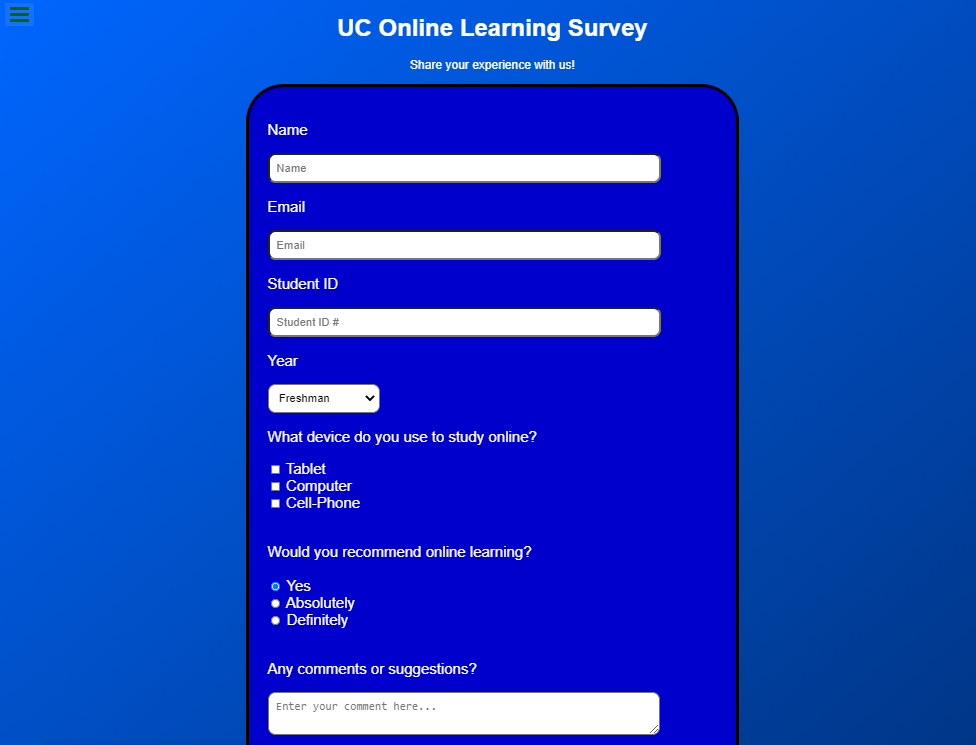 UC Online Learning Survey
Share your experience with us!
Name
Name
Email
Email
Student ID
Student ID #
Year
Freshman
What device do you use to study online?
Tablet
Computer
Cell-Phone
Would you recommend online learning?
Yes
Absolutely
Definitely
Any comments or suggestions?
Enter your comment here...